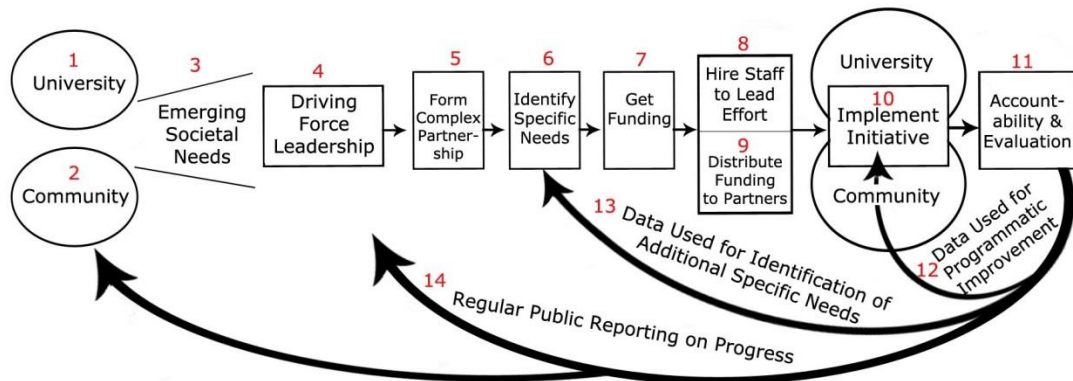 1
University
2
Community
3
Emerging
Societal
Needs
4
Driving
Force
Leadership
5
Form
Complex
Partner-
ship
6
Identify
Specific
Needs
7
Get
Funding
8
Hire Staff
to Lead
Effort
9
Distribute
Funding
to Partners
University
10
Implement
Initiative
Community
11
Account-
ability &
Evaluation
12
Data Used for
Programmatic
Improvement
13
Data Used for Identification of
Additional Specific Needs
14
Regular Public Reporting on Progress